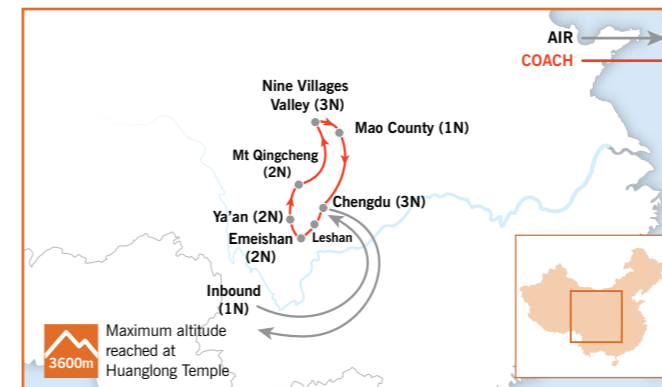 AIR
COACH
Nine Villages
Valley (3N)
Mao County (1N)
Mt Qingcheng
(2N)
Chengdu (3N)
Ya'an (2N)
Leshan
Emeishan
(2N)
Inbound
(1N)
3600m
Maximum altitude
reached at
Huanglong Temple